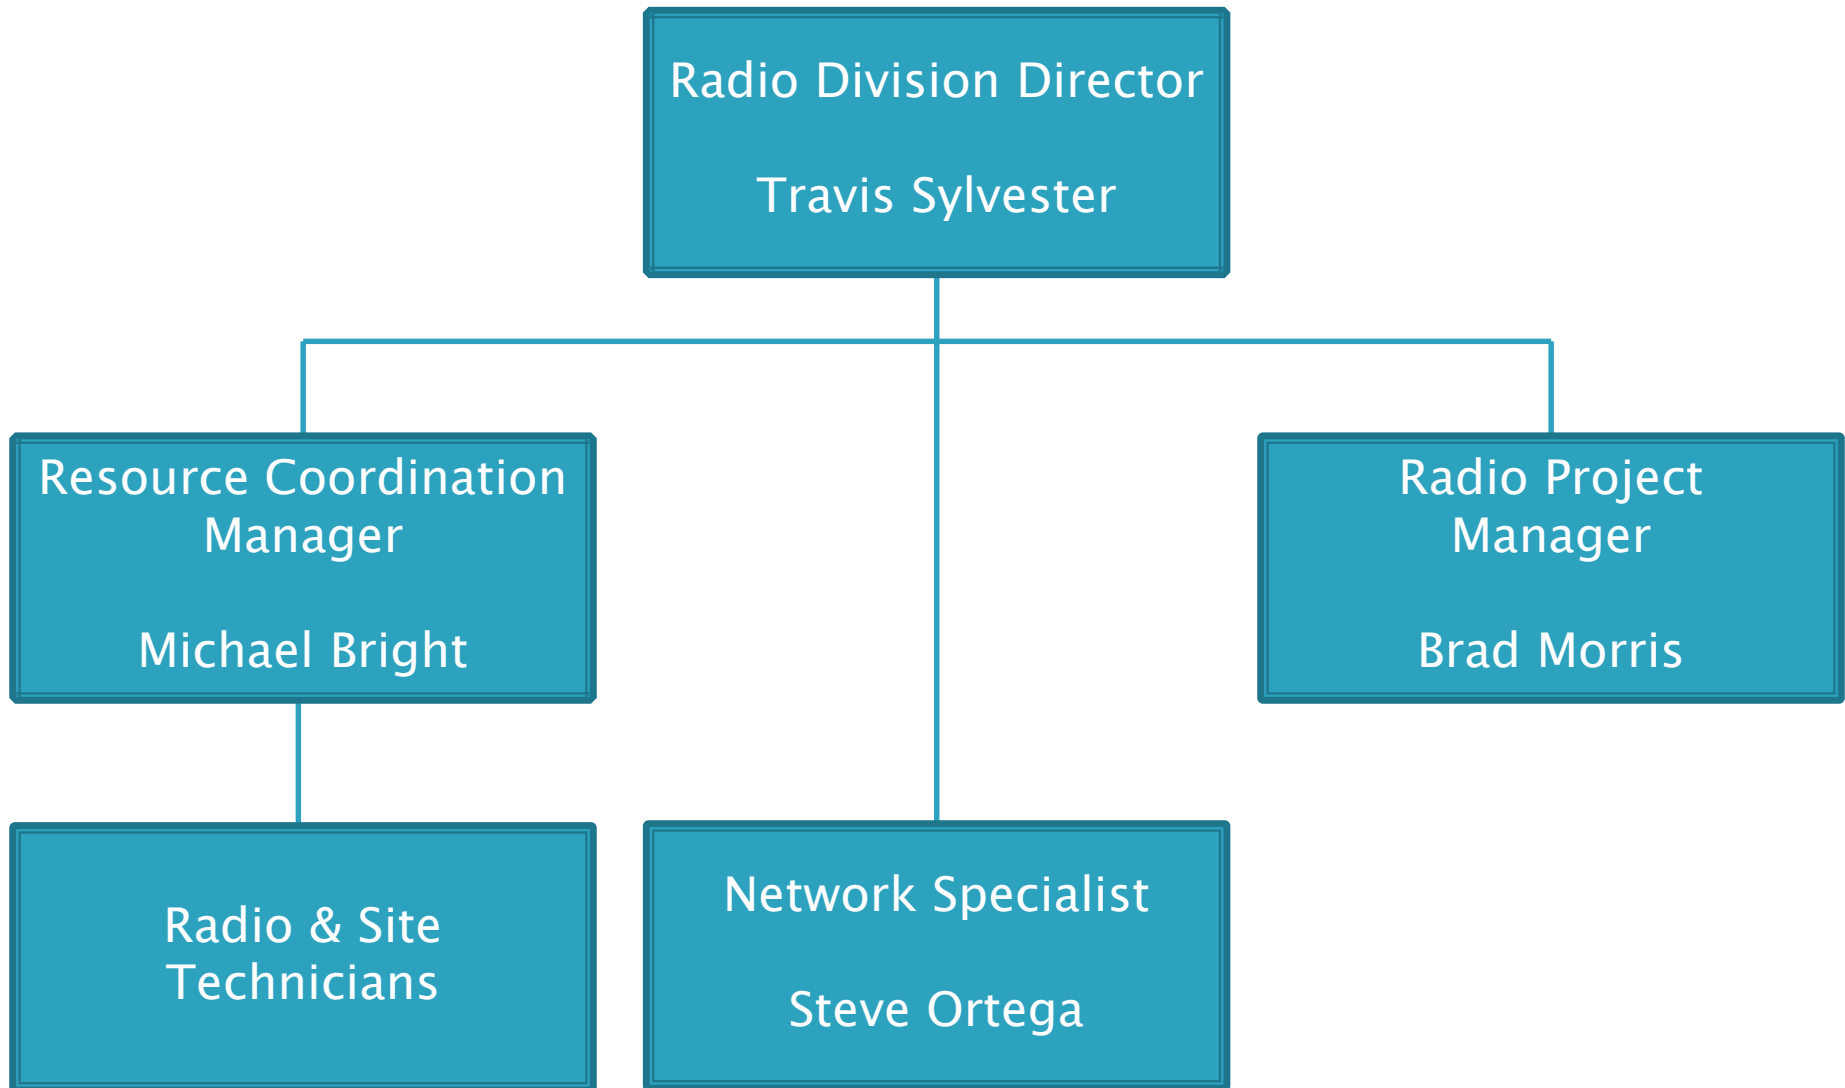 Radio Division Director
Travis Sylvester
Resource Coordination
Manager
Michael Bright
Radio Project
Manager
Brad Morris
Radio & Site
Technicians
Network Specialist
Steve Ortega